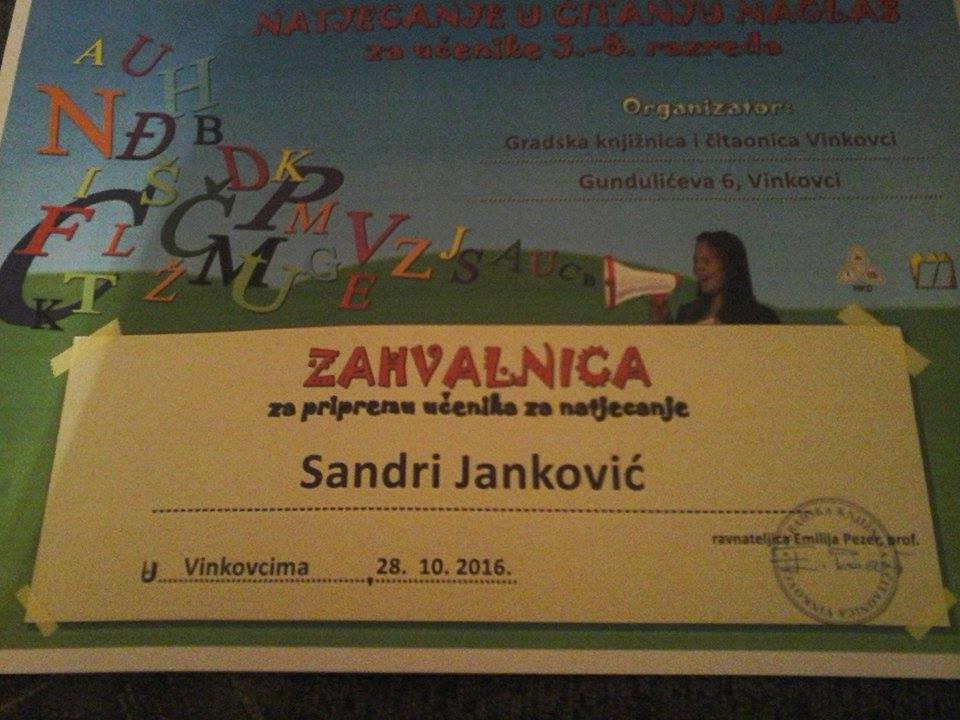 NATJECANJE U ČITANJU NAGLAS
za učenike 3.-8. razreda
Organizator:
Gradska knjižnica i čitaonica Vinkovci
Gundulićeva 6, Vinkovci
A U H
N Đ B
I Š D K
F L Č P M
C M V Z J S A U C B
K T Ž U G E
HKD
ZAHVALNICA
za pripremu učenika za natjecanje
Sandri Janković
ravnateljica Emilija Pezer, prof.
U Vinkovcima, 28. 10. 2016.